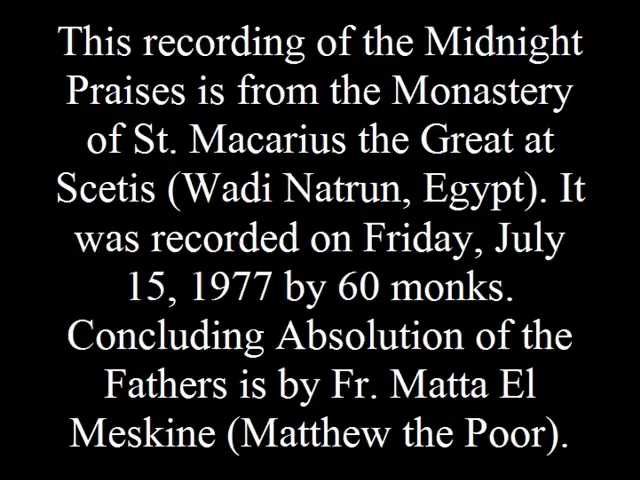 This recording of the Midnight
Praises is from the Monastery
of St. Macarius the Great at
Scetis (Wadi Natrun, Egypt). It
was recorded on Friday, July
15, 1977 by 60 monks.
Concluding Absolution of the
Fathers is by Fr. Matta El
Meskine (Matthew the Poor).